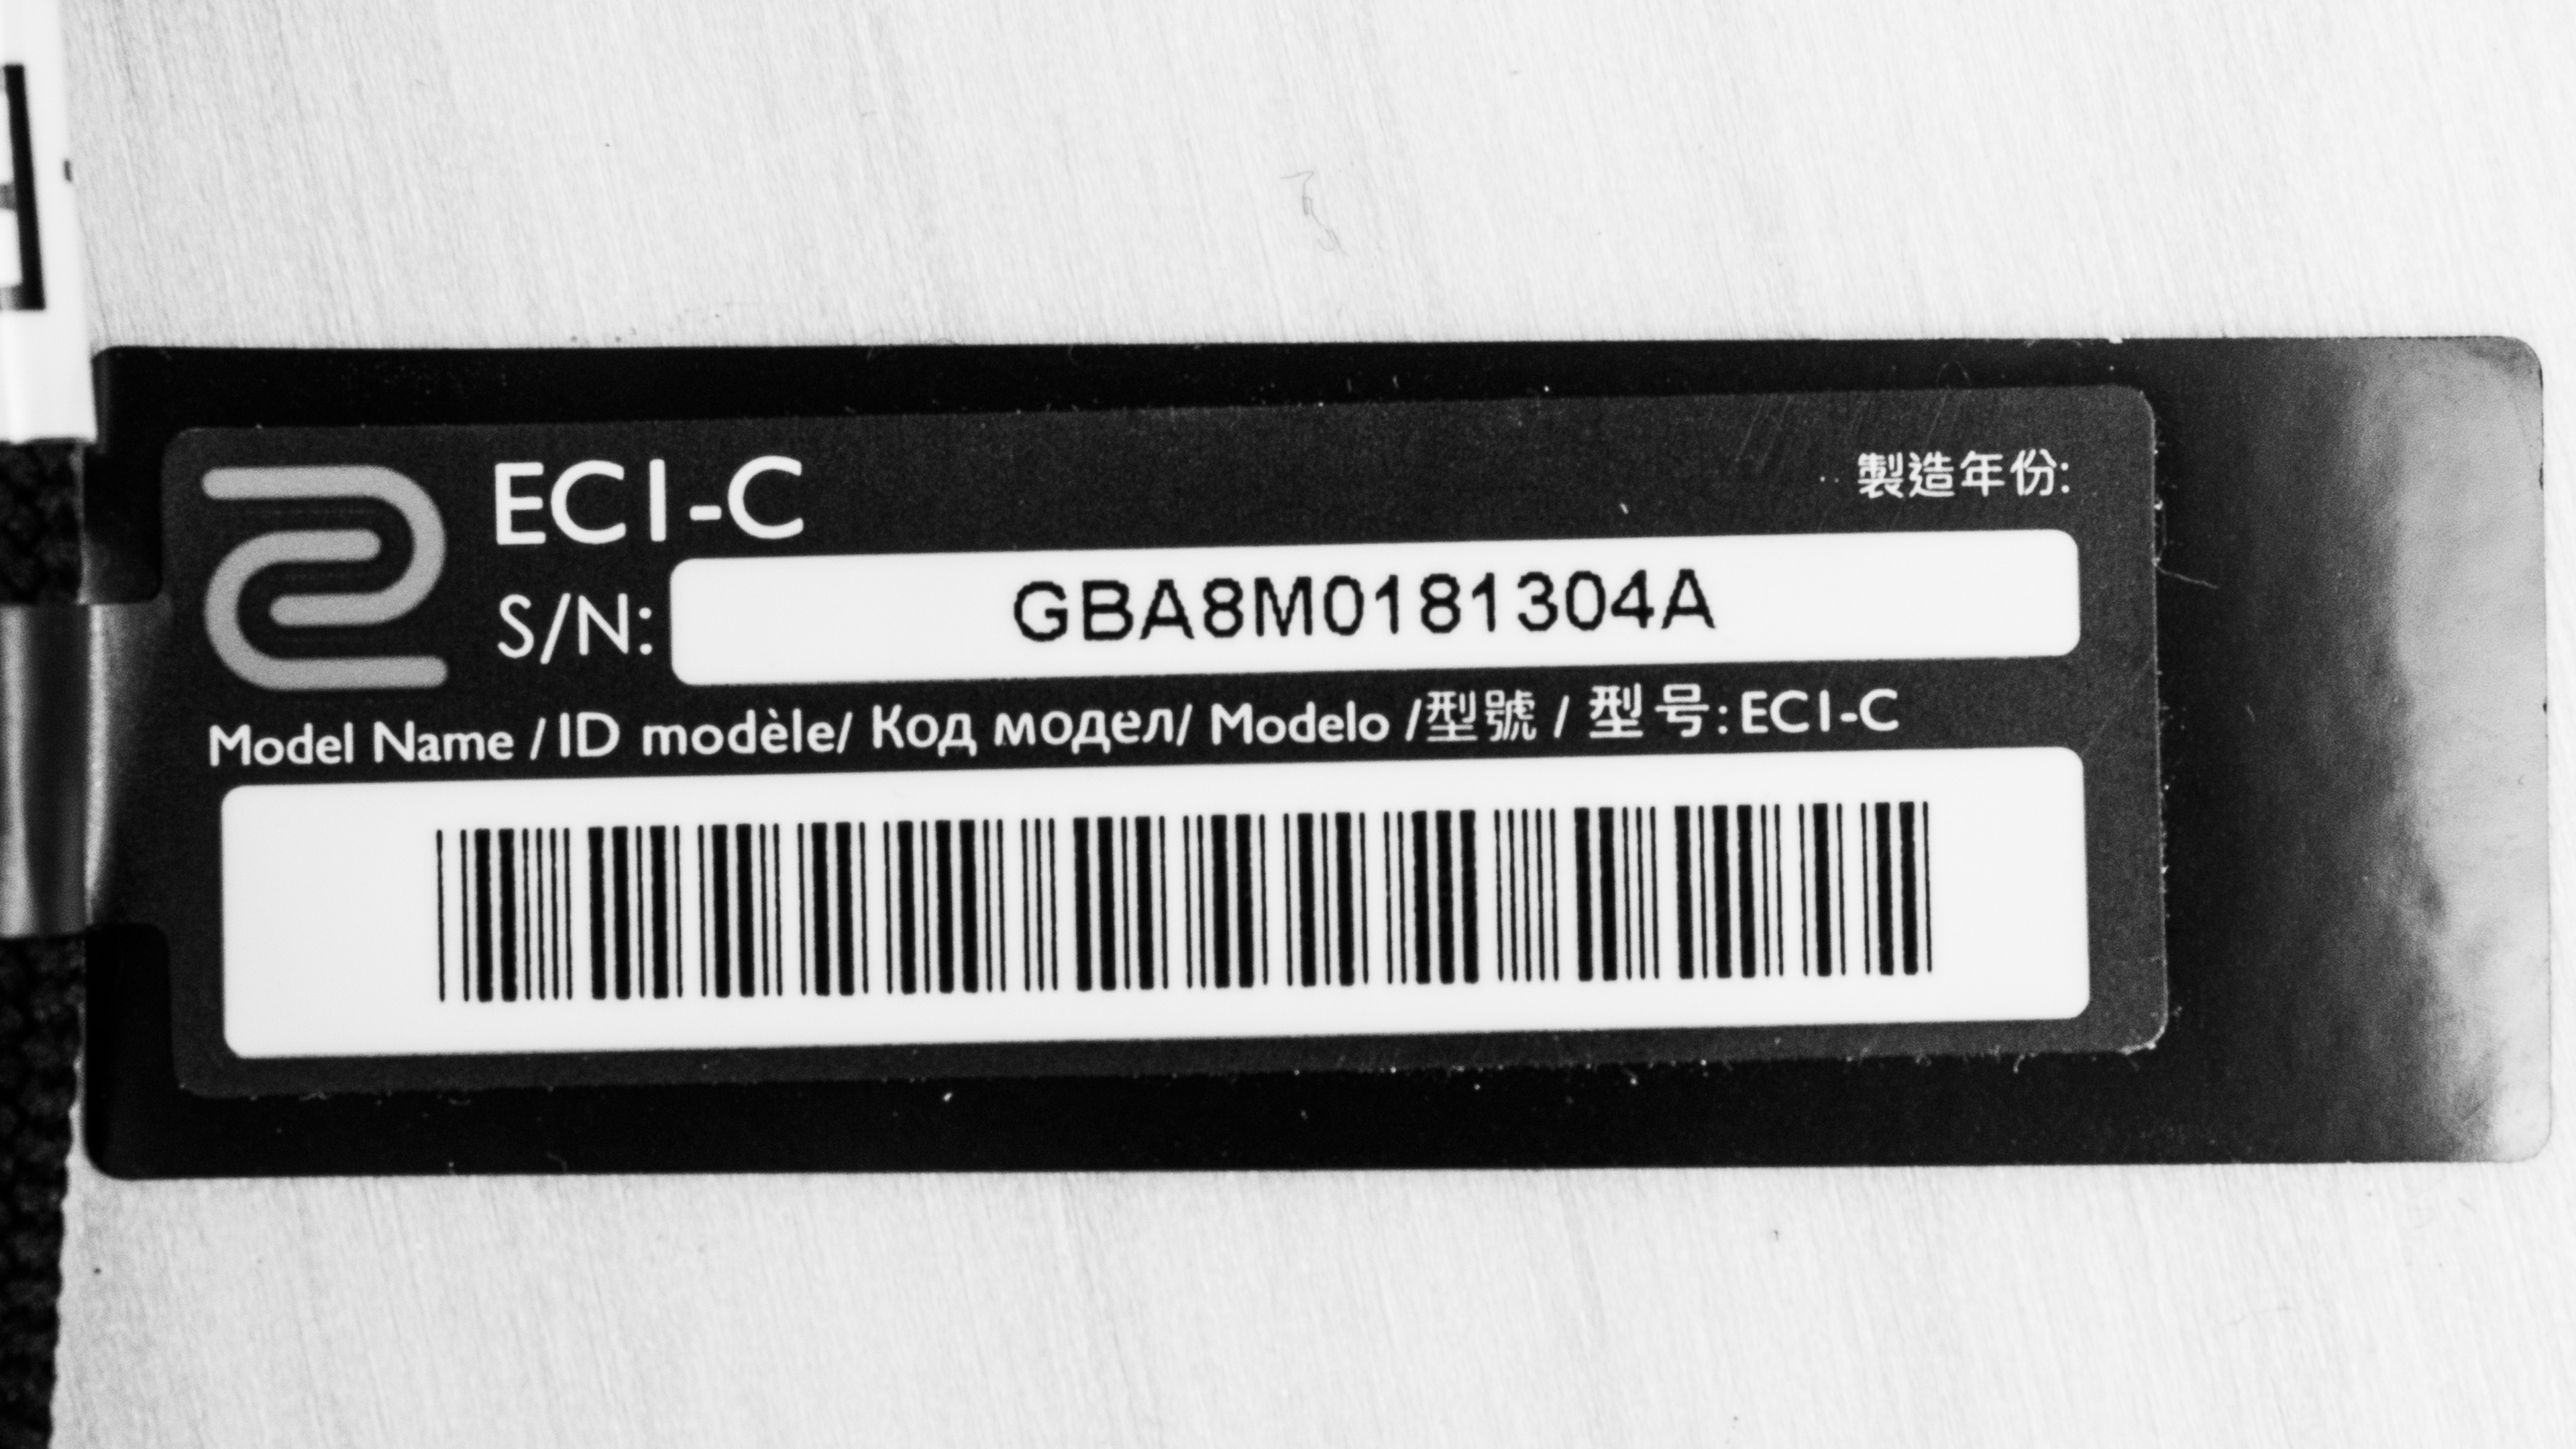 EC1-C
製造年份:
S/N: GBA8M0181304A
Model Name / ID modèle/ Код модел/ Modelo /型號 / 型号: EC1-C